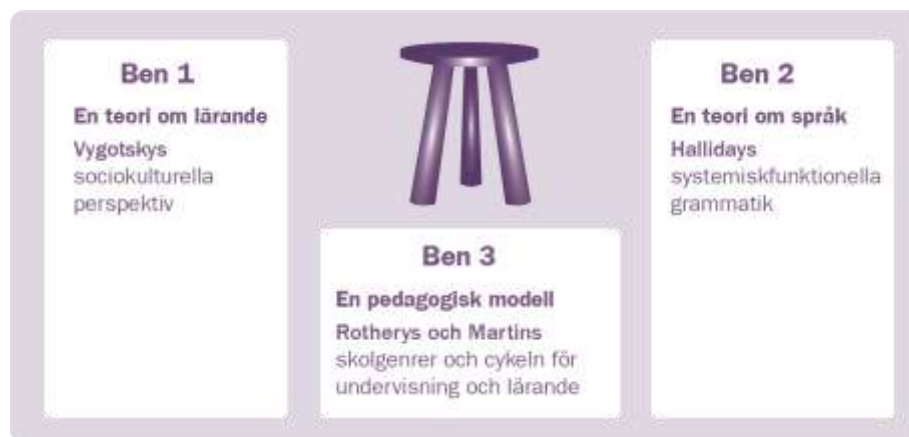 Ben 1
En teori om lärande
Vygotskys
sociokulturella
perspektiv
Ben 2
En teori om språk
Hallidays
systemiskfunktionella
grammatik
Ben 3
En pedagogisk modell
Rotherys och Martins
skolgenrer och cykeln för
undervisning och lärande